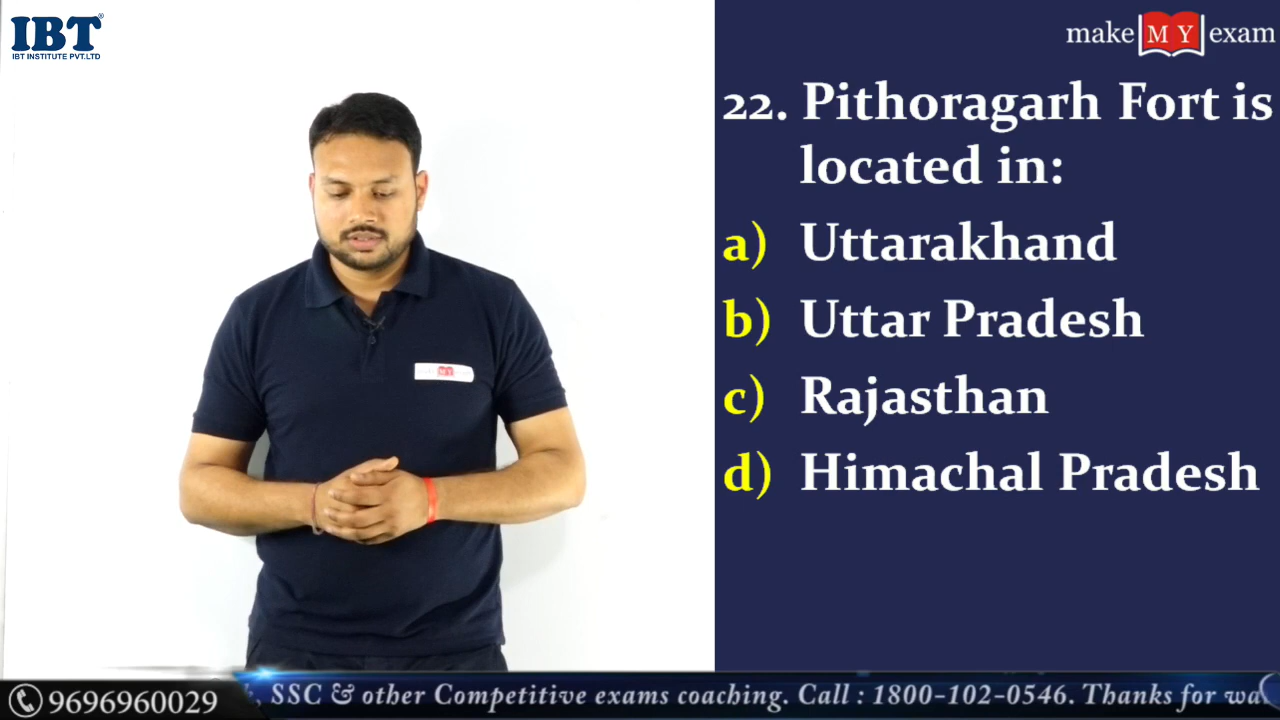 IBT
IBT INSTITUTE PVT.LTD
make MY exam
22. Pithoragarh Fort is
located in:
a) Uttarakhand
b) Uttar Pradesh
c) Rajasthan
d) Himachal Pradesh
MY
9696960029
SSC & other Competitive exams coaching. Call : 1800-102-0546. Thanks for